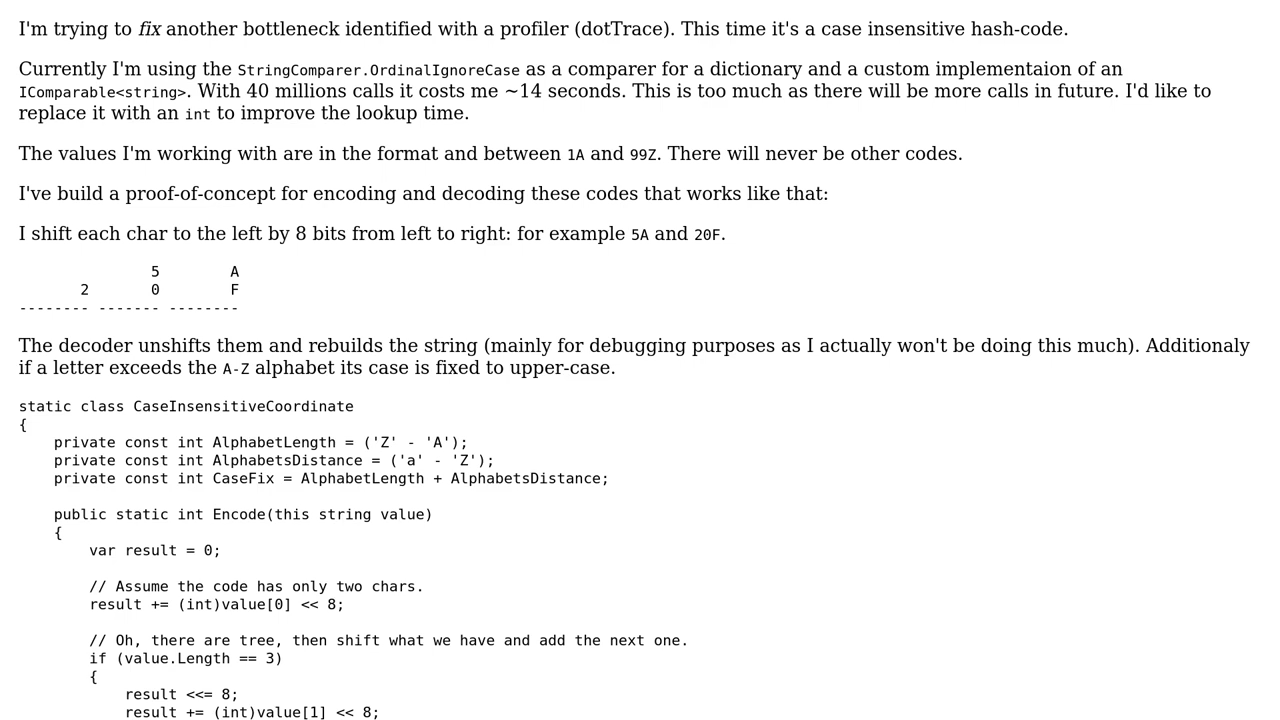 I'm trying to fix another bottleneck identified with a profiler (dotTrace). This time it's a case insensitive hash-code.
Currently I'm using the StringComparer.OrdinalIgnoreCase as a comparer for a dictionary and a custom implementaion of an
IComparable<string>. With 40 millions calls it costs me ~14 seconds. This is too much as there will be more calls in future. I'd like to
replace it with an int to improve the lookup time.
The values I'm working with are in the format and between 1A and 99Z. There will never be other codes.
I've build a proof-of-concept for encoding and decoding these codes that works like that:
I shift each char to the left by 8 bits from left to right: for example 5A and 20F.
5 A
2 0 F
-------- ------- --------
The decoder unshifts them and rebuilds the string (mainly for debugging purposes as I actually won't be doing this much). Additionaly
if a letter exceeds the A-Z alphabet its case is fixed to upper-case.
static class CaseInsensitiveCoordinate
{
    private const int AlphabetLength = ('Z' - 'A');
    private const int AlphabetsDistance = ('a' - 'Z');
    private const int CaseFix = AlphabetLength + AlphabetsDistance;
    public static int Encode(this string value)
    {
        var result = 0;
        // Assume the code has only two chars.
        result += (int)value[0] << 8;
        // Oh, there are tree, then shift what we have and add the next one.
        if (value.Length == 3)
        {
            result <<= 8;
            result += (int)value[1] << 8;